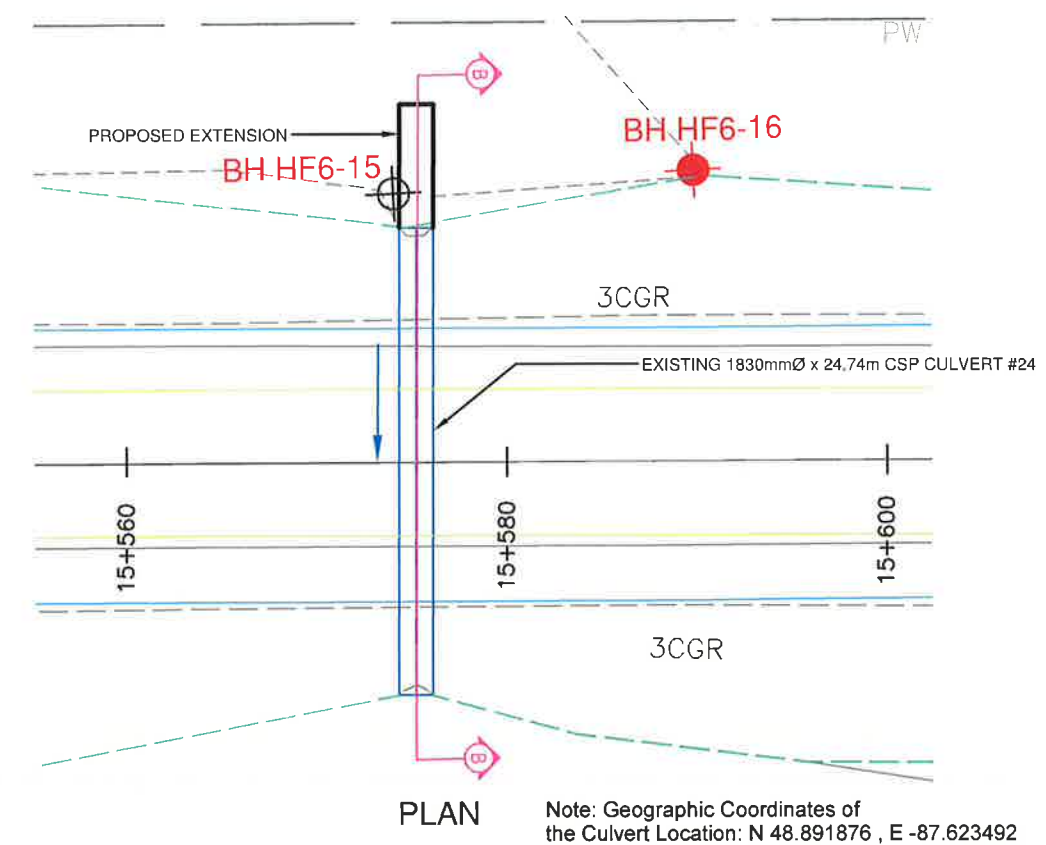 PW
B
PROPOSED EXTENSION
BH HF6-15
BH HF6-16
3CGR
EXISTING 1830mmØ x 24.74m CSP CULVERT #24
15+560
15+580
15+600
3CGR
B
PLAN
Note: Geographic Coordinates of
the Culvert Location: N 48.891876 , E -87.623492